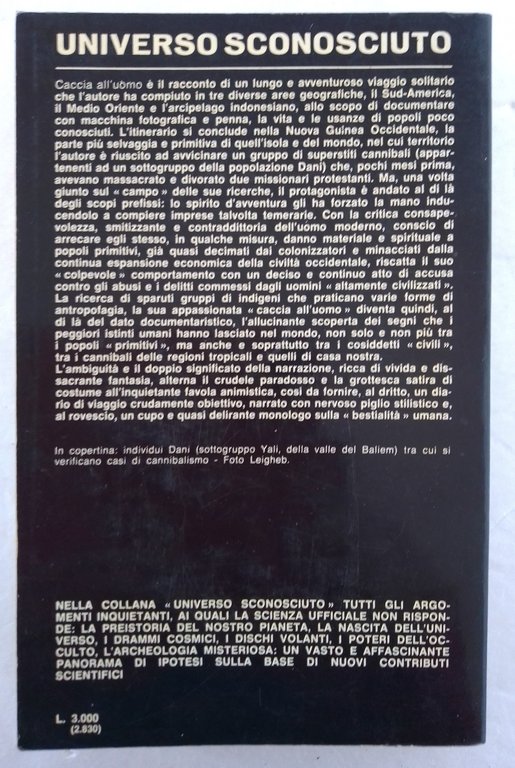 UNIVERSO SCONOSCIUTO
Caccia all'uomo è il racconto di un lungo e avventuroso viaggio solitario
che l'autore ha compiuto in tre diverse aree geografiche, il Sud-America,
il Medio Oriente e l'arcipelago indonesiano, allo scopo di documentare
con macchina fotografica e penna, la vita e le usanze di popoli poco
conosciuti. L'itinerario si conclude nella Nuova Guinea Occidentale, la
parte più selvaggia e primitiva di quell'isola e del mondo, nel cui territorio
l'autore è riuscito ad avvicinare un gruppo di superstiti cannibali (appar-
tenenti ad un sottogruppo della popolazione Dani) che, pochi mesi prima,
avevano massacrato e divorato due missionari protestanti. Ma, una volta
giunto sul « campo » delle sue ricerche, il protagonista è andato al di là
degli scopi prefissi: lo spirito d'avventura gli ha forzato la mano indu-
cendolo a compiere imprese talvolta temerarie. Con la critica consape-
volezza, smitizzante e contraddittoria dell'uomo moderno, conscio di
arrecare egli stesso, in qualche misura, danno materiale e spirituale a
popoli primitivi, già quasi decimati dai colonizzatori e minacciati dalla
continua espansione economica della civiltà occidentale, riscatta il suo
« colpevole » comportamento con un deciso e continuo atto di accusa
contro gli abusi e i delitti commessi dagli uomini « altamente civilizzati ».
La ricerca di sparuti gruppi di indigeni che praticano varie forme di
antropofagia, la sua appassionata « caccia all'uomo » diventa quindi, al
di là del dato documentaristico, l'allucinante scoperta dei segni che i
peggiori istinti umani hanno lasciato nel mondo, non solo e non più tra
i popoli « primitivi », ma anche e soprattutto tra i cosiddetti « civili »,
tra i cannibali delle regioni tropicali e quelli di casa nostra.
L'ambiguità e il doppio significato della narrazione, ricca di vivida e dis-
sacrante fantasia, alterna il crudele paradosso e la grottesca satira di
costume all'inquietante favola animistica, così da fornire, al dritto, un dia-
rio di viaggio crudamente obiettivo, narrato con nervoso piglio stilistico e,
al rovescio, un cupo e quasi delirante monologo sulla « bestialità » umana.
In copertina: individui Dani (sottogruppo Yali, della valle del Baliem) tra cui si
verificano casi di cannibalismo - Foto Leigheb.
NELLA COLLANA « UNIVERSO SCONOSCIUTO » TUTTI GLI ARGO-
MENTI INQUIETANTI, AI QUALI LA SCIENZA UFFICIALE NON RISPON-
DE: LA PREISTORIA DEL NOSTRO PIANETA, LA NASCITA DELL'UNI-
VERSO, I DRAMMI COSMICI, I DISCHI VOLANTI, I POTERI DELL'OC-
CULTO, L'ARCHEOLOGIA MISTERIOSA: UN VASTO E AFFASCINANTE
PANORAMA DI IPOTESI SULLA BASE DI NUOVI CONTRIBUTI
SCIENTIFICI
L. 3.000
(2.830)